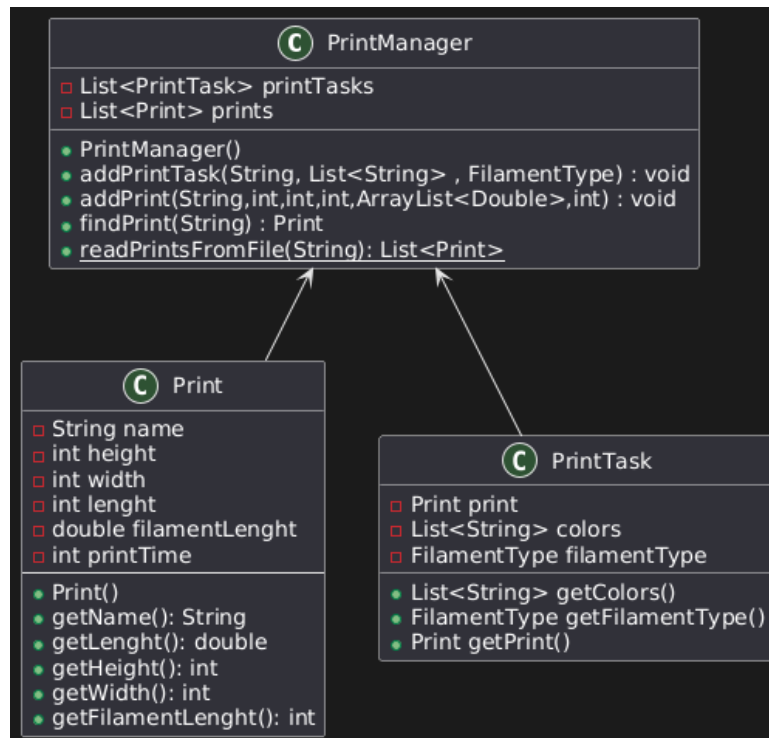 C PrintManager
List<PrintTask> printTasks
List<Print> prints
PrintManager()
addPrintTask(String, List<String> , FilamentType) : void
addPrint(String,int,int,int,ArrayList<Double>,int) : void
findPrint(String) : Print
readPrintsFromFile(String): List<Print>
C Print
String name
int height
int width
int lenght
double filamentLenght
int printTime
Print()
getName(): String
getLenght(): double
getHeight(): int
getWidth(): int
getFilamentLenght(): int
C PrintTask
Print print
List<String> colors
FilamentType filamentType
List<String> getColors()
FilamentType getFilamentType()
Print getPrint()